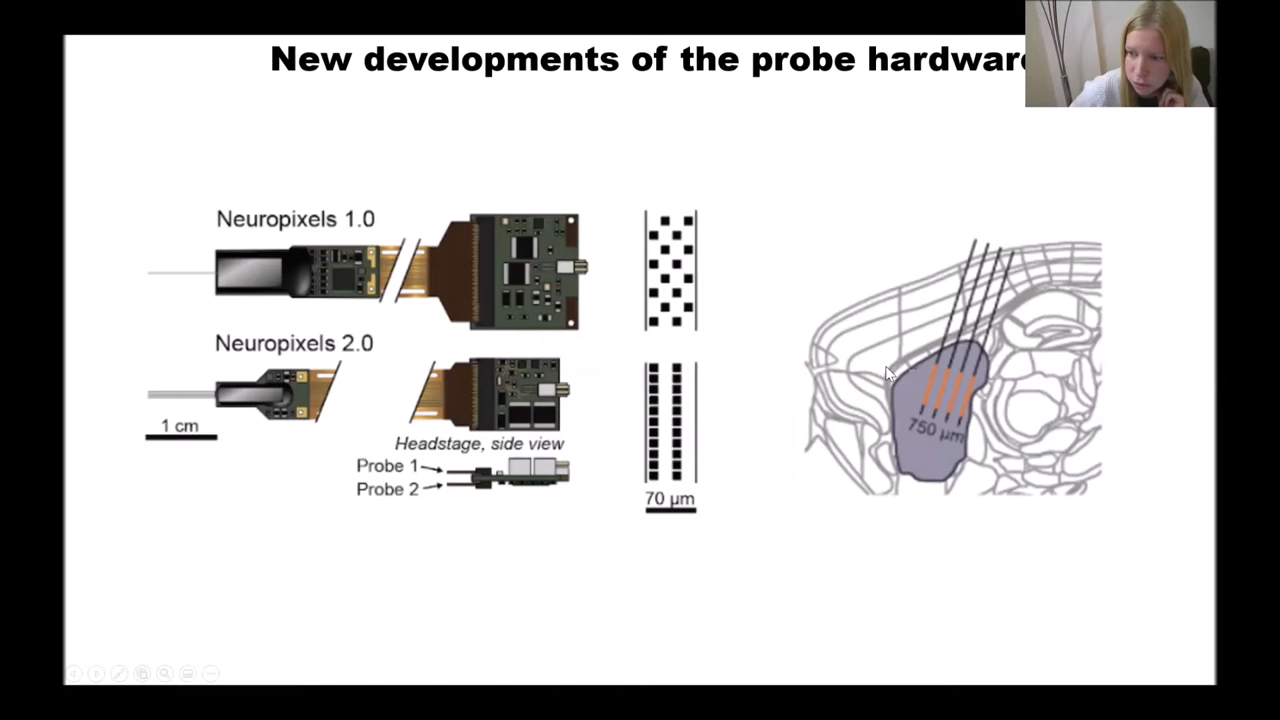 New developments of the probe hardware
Neuropixels 1.0
Neuropixels 2.0
1 cm
Headstage, side view
Probe 1
Probe 2
70 µm
750 µm